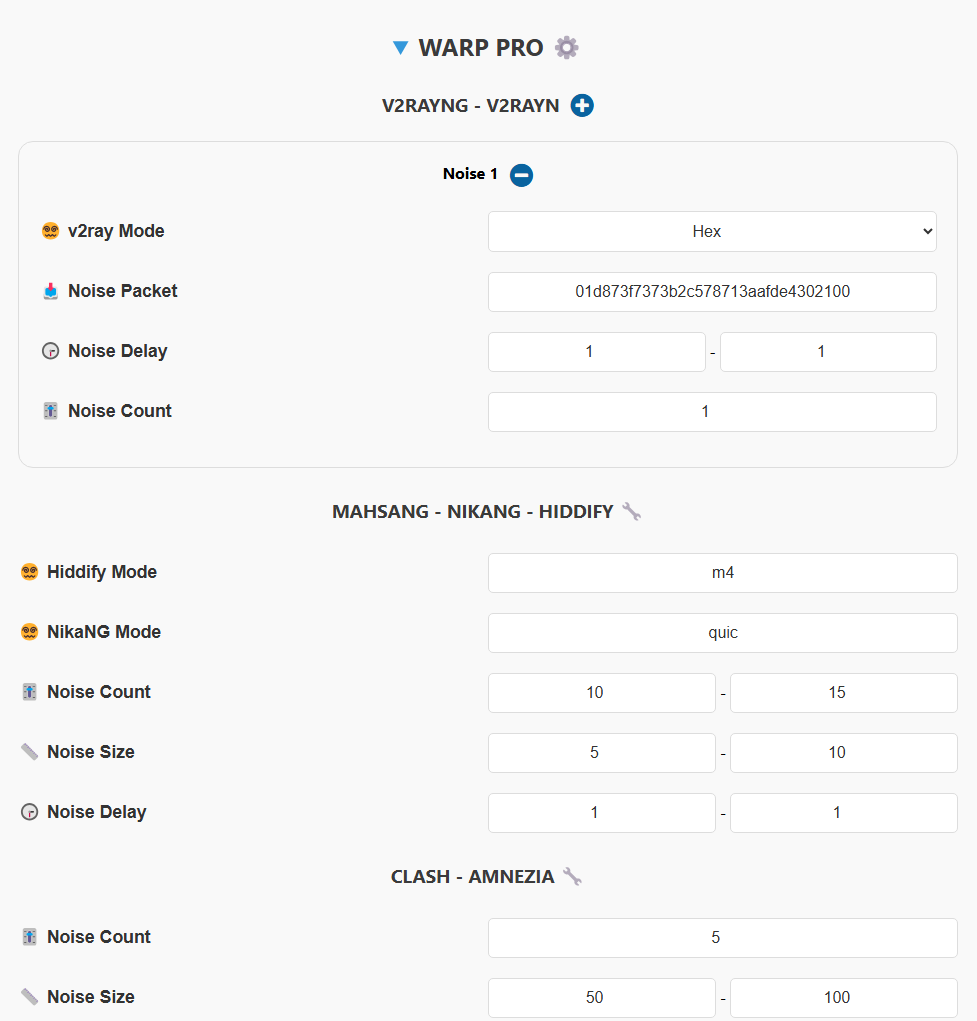 WARP PRO
V2RAYNG - V2RAYN
Noise 1
v2ray Mode Hex
Noise Packet 01d873f7373b2c578713aafde4302100
Noise Delay 1 - 1
Noise Count 1
MAHSANG - NIKANG - HIDDIFY
Hiddify Mode m4
NikaNG Mode quic
Noise Count 10 - 15
Noise Size 5 - 10
Noise Delay 1 - 1
CLASH - AMNEZIA
Noise Count 5
Noise Size 50 - 100